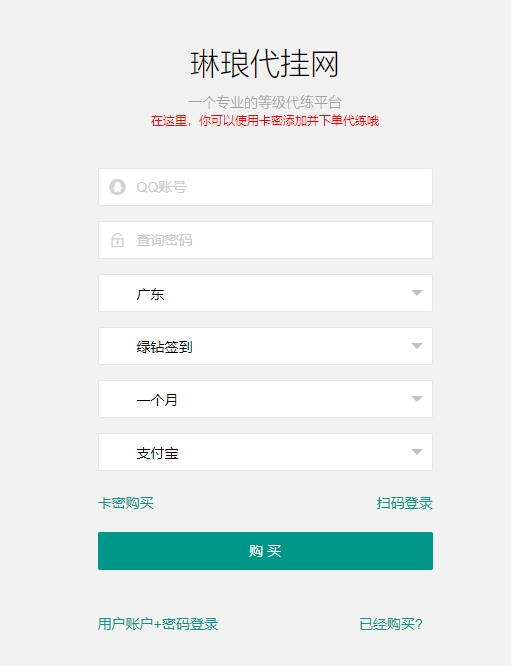 琳琅代挂网
一个专业的等级代练平台
在这里，你可以使用卡密添加并下单代练哦
QQ账号
查询密码
广东
绿钻签到
一个月
支付宝
卡密购买 扫码登录
购 买
用户账户+密码登录 已经购买?